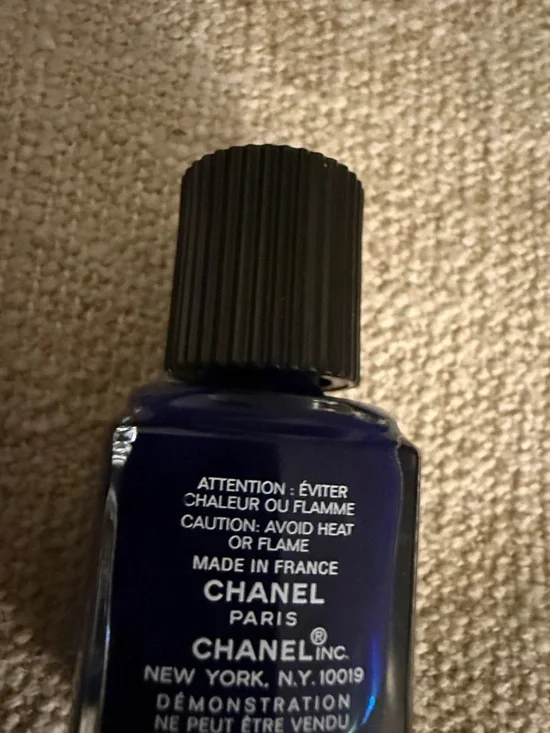 ATTENTION : ÉVITER
CHALEUR OU FLAMME
CAUTION: AVOID HEAT
OR FLAME
MADE IN FRANCE
CHANEL
PARIS
CHANEL® INC.
NEW YORK, N.Y. 10019
DÉMONSTRATION
NE PEUT ÊTRE VENDU